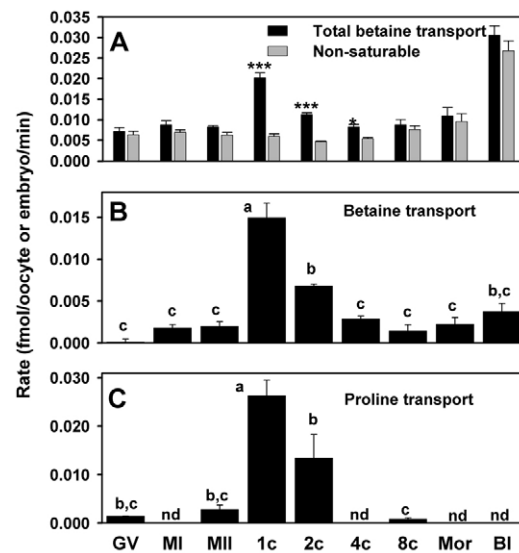 Rate (fmol/oocyte or embryo/min)
A
Total betaine transport
Non-saturable
0.035
0.030
0.025
0.020
0.015
0.010
0.005
0.000
***
***
*
B
Betaine transport
0.015
0.010
0.005
0.000
c
c
c
a
b
c
c
c
b,c
C
Proline transport
0.030
0.020
0.010
0.000
b,c
nd
b,c
a
b
nd
c
nd
nd
GV MI MII 1c 2c 4c 8c Mor Bl